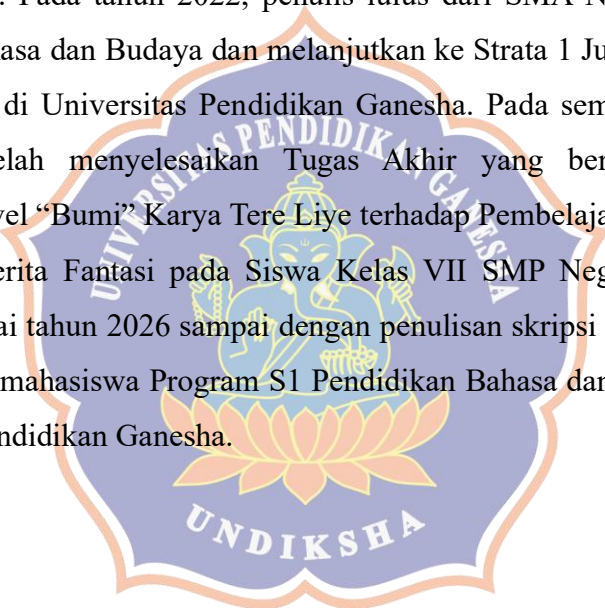 . Pada tahun 2022, penulis lulus dari SMA N
asa dan Budaya dan melanjutkan ke Strata 1 Ju
di Universitas Pendidikan Ganesha. Pada sem
elah menyelesaikan Tugas Akhir yang ber
vel “Bumi” Karya Tere Liye terhadap Pembelaja
erita Fantasi pada Siswa Kelas VII SMP Neg
ai tahun 2026 sampai dengan penulisan skripsi
mahasiswa Program S1 Pendidikan Bahasa dan
ndidikan Ganesha.
UNIVERSITAS PENDIDIKAN GANESHA
UNDIKSHA